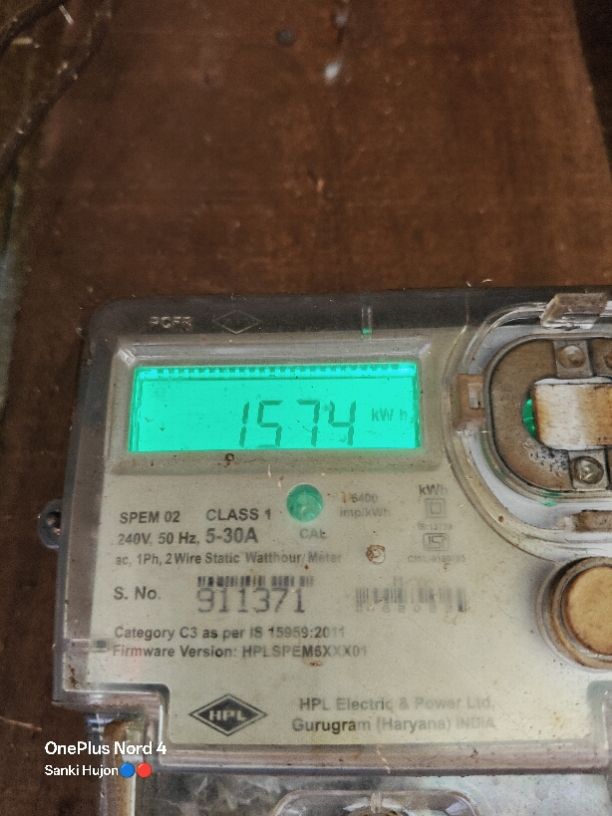 1574 kWh
SPEM 02 CLASS 1
6400
imp/kWh
kWh
CAL
240V, 50 Hz, 5-30A
ac, 1Ph, 2 Wire Static Watthour Meter
S. No. 911371
Category C3 as per IS 15959:2011
Firmware Version: HPLSPEM6XXX01
HPL
HPL Electric & Power Ltd.
Gurugram (Haryana) INDIA
OnePlus Nord 4
Sanki Hujon